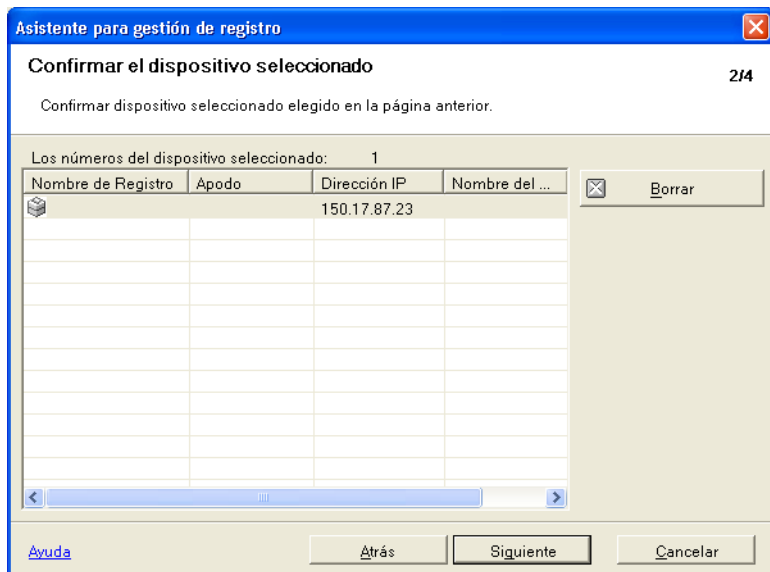 Asistente para gestión de registro
Confirmar el dispositivo seleccionado
2/4
Confirmar dispositivo seleccionado elegido en la página anterior.
Los números del dispositivo seleccionado: 1
Nombre de Registro Apodo Dirección IP Nombre del ...
150.17.87.23
Borrar
Ayuda Atrás Siguiente Cancelar